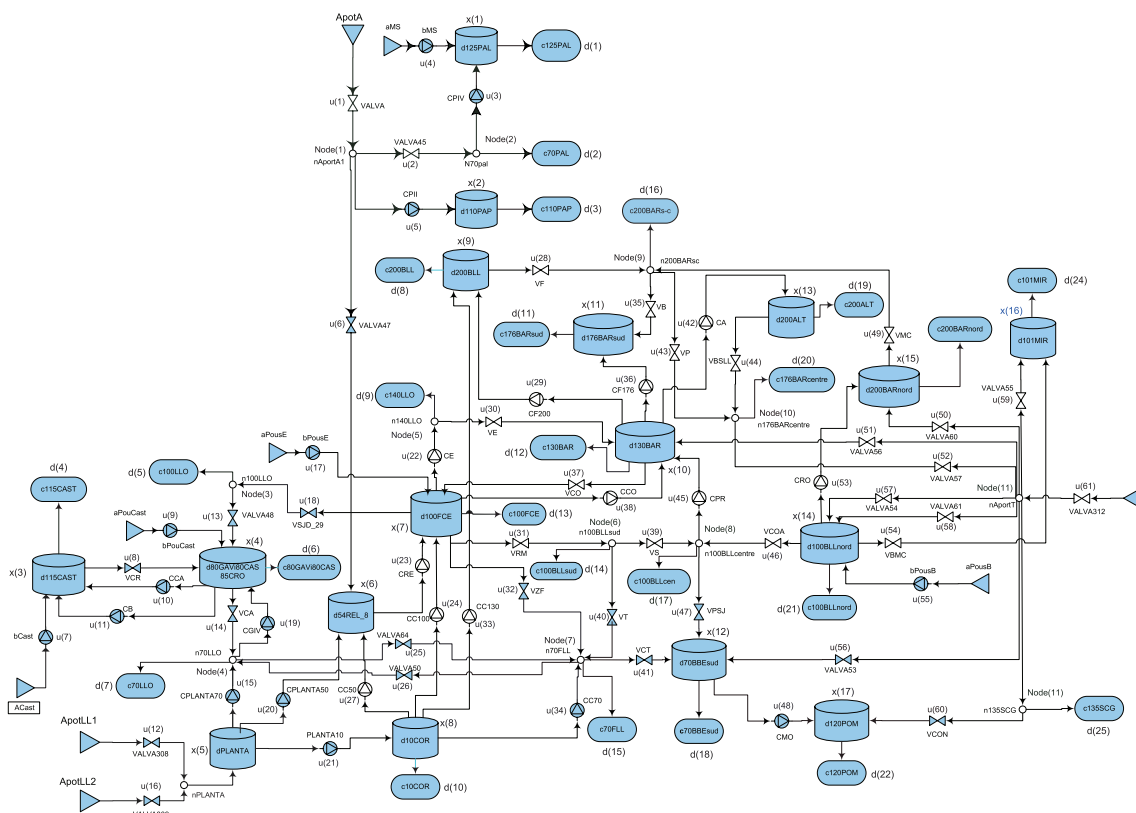 ApotA
x(1)
aMS
bMS
u(4)
d125PAL
c125PAL
d(1)
u(1)
VALVA
CPIV
u(3)
Node(1)
nAportA1
VALVA45
u(2)
Node(2)
N70pal
c70PAL
d(2)
CPII
u(5)
x(2)
d110PAP
c110PAP
d(3)
d(16)
c200BARs-c
x(9)
c200BLL
d200BLL
d(8)
u(28)
VF
Node(9)
n200BARsc
x(13)
d(19)
d200ALT
c200ALT
c101MIR
d(24)
x(16)
d101MIR
u(6)
VALVA47
d(11)
c176BARsud
x(11)
d176BARsud
u(35)
VB
u(42)
CA
u(43)
VP
VBSLL
u(44)
u(49)
VMC
c200BARnord
x(15)
d200BARnord
d(20)
c176BARcentre
VALVA55
u(59)
u(36)
CF176
u(29)
CF200
d(9)
c140LLO
n140LLO
Node(5)
u(30)
VE
Node(10)
n176BARcentre
u(50)
VALVA60
u(51)
VALVA56
d130BAR
x(10)
d(12)
c130BAR
aPousE
bPousE
u(17)
u(22)
CE
u(37)
VCO
CCO
u(38)
u(45)
CPR
u(52)
VALVA57
CRO
u(53)
u(57)
VALVA54
VALVA61
u(58)
Node(11)
nAporT
u(61)
VALVA312
d(4)
c115CAST
d(5)
c100LLO
n100LLO
Node(3)
u(18)
VSJD_29
d100FCE
x(7)
c100FCE
d(13)
aPouCast
u(9)
bPouCast
u(13)
VALVA48
x(4)
d80GAVi80CAS
85CRO
d(6)
c80GAVi80CAS
x(3)
d115CAST
u(8)
VCR
CCA
u(10)
CB
u(11)
VCA
u(14)
CGIV
u(19)
bCast
u(7)
ACast
u(23)
CRE
x(6)
d54REL_8
u(31)
VRM
Node(6)
n100BLLsud
u(39)
VS
Node(8)
n100BLLcentre
VCOA
u(46)
x(14)
d100BLLnord
u(54)
VBMC
c100BLLsud
d(14)
c100BLLcen
d(17)
bPousB
u(55)
aPousB
d(21)
c100BLLnord
u(24)
CC100
CC130
u(33)
u(32)
VZF
u(40)
VT
u(47)
VPSJ
x(12)
d70BBEsud
VALVA64
u(25)
VALVA50
u(26)
n70LLO
Node(4)
Node(7)
n70FLL
VCT
u(41)
u(56)
VALVA53
d(7)
c70LLO
u(15)
CPLANTA70
CPLANTA50
u(20)
CC50
u(27)
u(34)
CC70
c70FLL
d(15)
c70BBEsud
d(18)
x(17)
d120POM
u(48)
CMO
u(60)
VCON
Node(11)
n135SCG
c135SCG
d(25)
c120POM
d(22)
ApotLL1
u(12)
VALVA308
x(5)
dPLANTA
PLANTA10
u(21)
x(8)
d10COR
c10COR
d(10)
ApotLL2
u(16)
nPLANTA